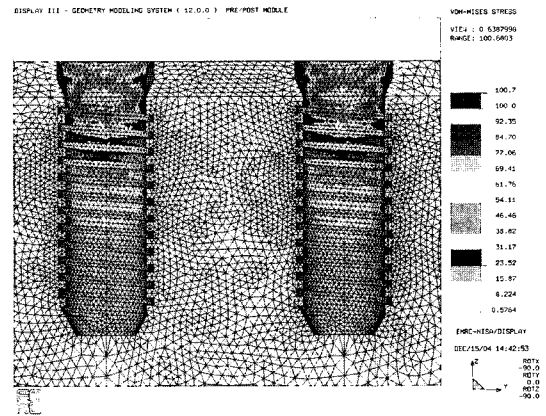 DISPLAY III - GEOMETRY MODELING SYSTEM ( 12.0.0 ) PRE/POST MODULE
VON-MISES STRESS
VIEW : 0.6387996
RANGE: 100.6803
100.7
100.0
92.35
84.70
77.06
69.41
61.76
54.11
46.46
38.82
31.17
23.52
15.87
8.224
0.5764
EMRC-NISA/DISPLAY
DEC/15/04 14:42:53
Z
Y
ROTX
-90.0
ROTY
0.0
ROTZ
-90.0